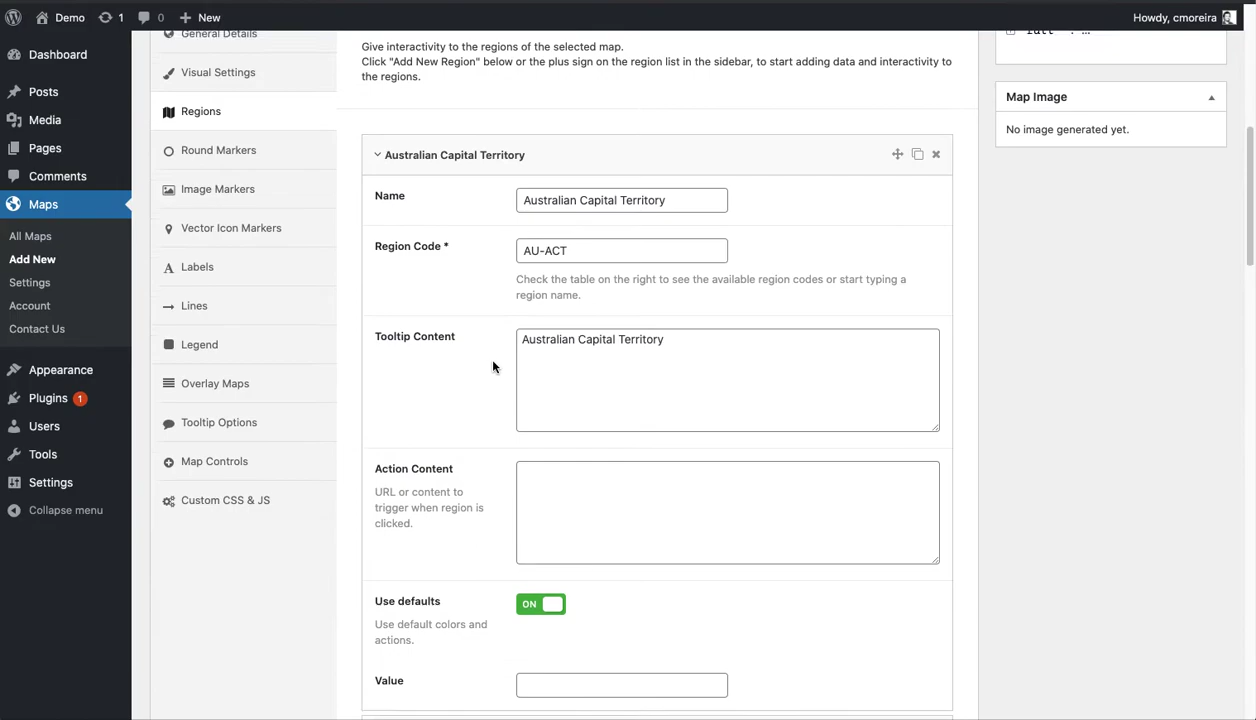 Demo
1
0
New
Howdy, cmoreira
Dashboard
Posts
Media
Pages
Comments
Maps
All Maps
Add New
Settings
Account
Contact Us
Appearance
Plugins 1
Users
Tools
Settings
Collapse menu
General Details
Visual Settings
Regions
Round Markers
Image Markers
Vector Icon Markers
Labels
Lines
Legend
Overlay Maps
Tooltip Options
Map Controls
Custom CSS & JS
Give interactivity to the regions of the selected map.
Click "Add New Region" below or the plus sign on the region list in the sidebar, to start adding data and interactivity to
the regions.
Australian Capital Territory
Name
Australian Capital Territory
Region Code *
AU-ACT
Check the table on the right to see the available region codes or start typing a
region name.
Tooltip Content
Australian Capital Territory
Action Content
URL or content to
trigger when region is
clicked.
Use defaults
ON
Use default colors and
actions.
Value
Map Image
No image generated yet.